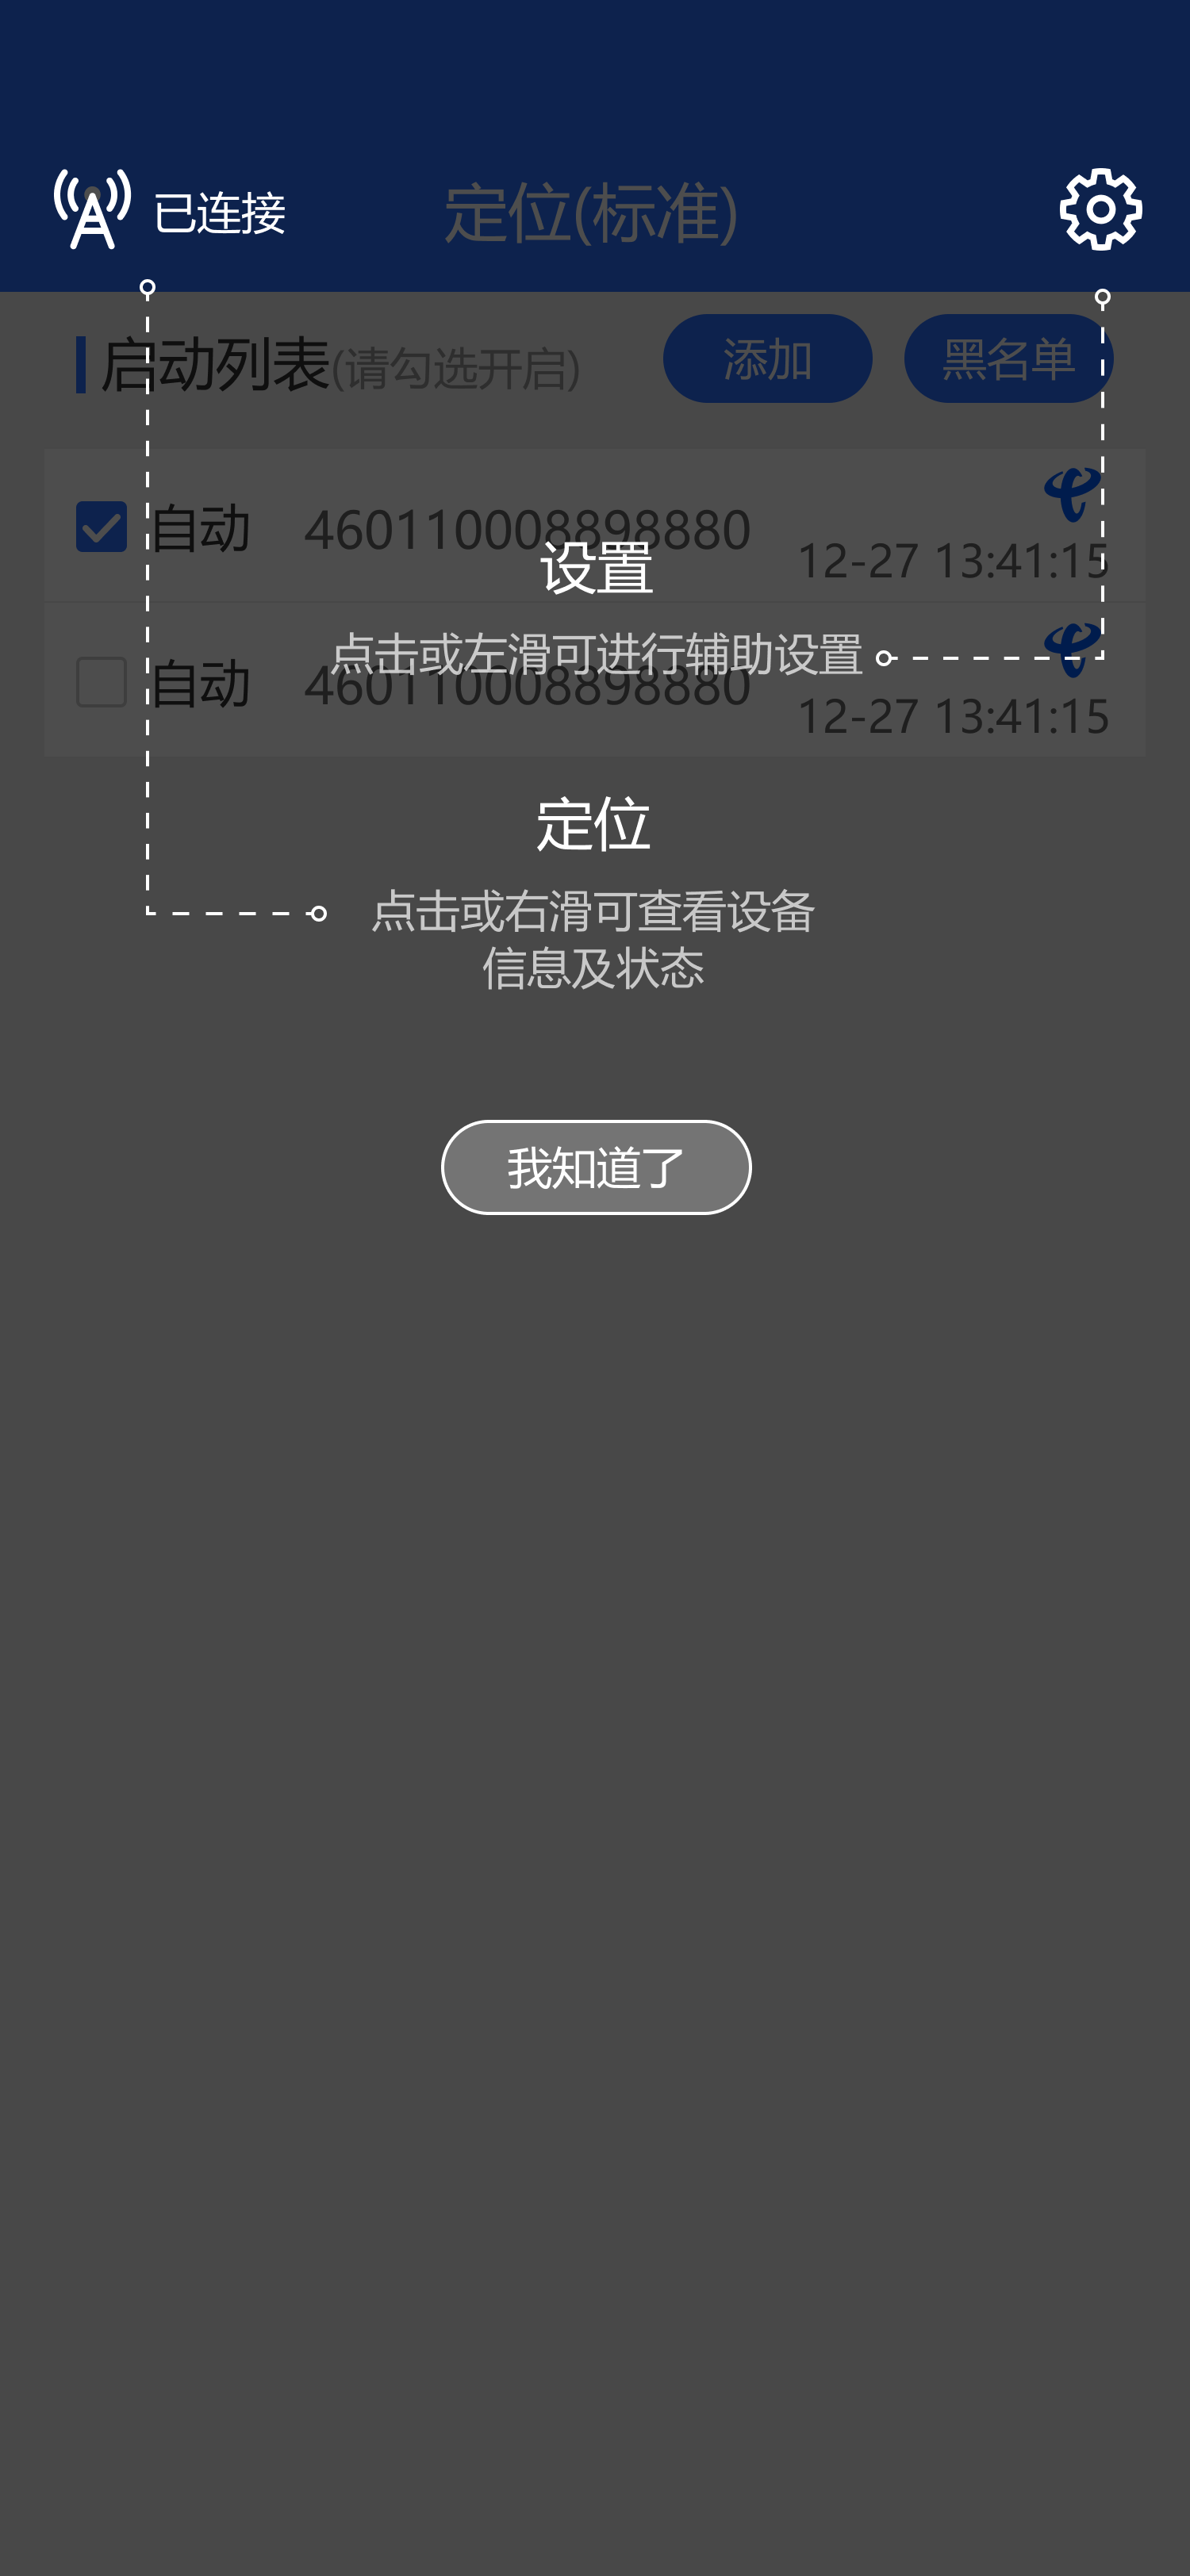 已连接
定位(标准)
启动列表(请勾选开启)
添加
黑名单
自动
460110008898880
12-27 13:41:15
设置
点击或左滑可进行辅助设置
自动
460110008898880
12-27 13:41:15
定位
点击或右滑可查看设备
信息及状态
我知道了